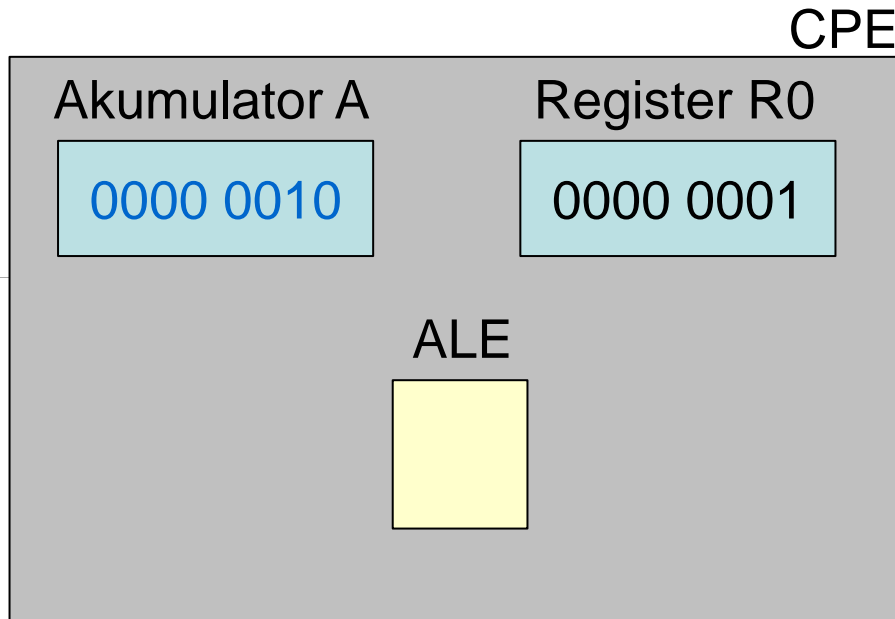 CPE
Akumulator A
Register R0
0000 0010
0000 0001
ALE